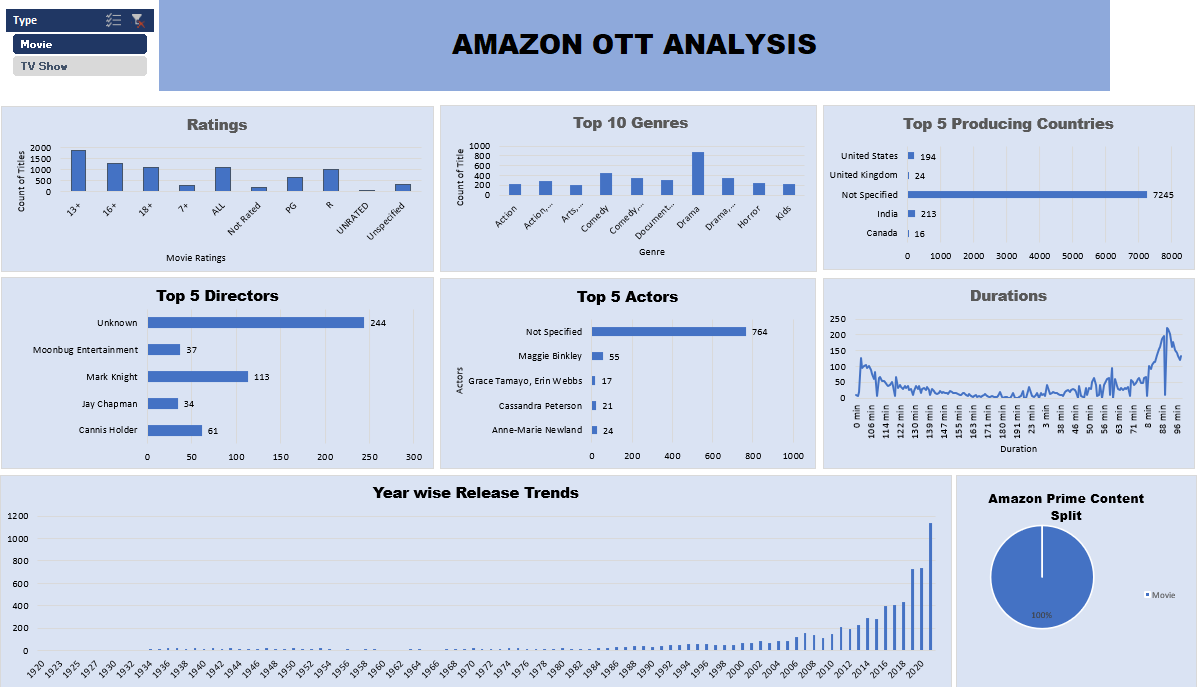 Type
Movie
TV Show
AMAZON OTT ANALYSIS
Ratings
Count of Titles
2000
1500
1000
500
0
13+
16+
18+
7+
ALL
Not Rated
PG
R
UNRATED
Unspecified
Movie Ratings
Top 10 Genres
Count of Title
1000
800
600
400
200
0
Action
Action,...
Arts,...
Comedy
Comedy,...
Document...
Drama
Drama,...
Horror
Kids
Genre
Top 5 Producing Countries
United States
194
United Kingdom
24
Not Specified
7245
India
213
Canada
16
0 1000 2000 3000 4000 5000 6000 7000 8000
Top 5 Directors
Unknown
244
Moonbug Entertainment
37
Mark Knight
113
Jay Chapman
34
Cannis Holder
61
0 50 100 150 200 250 300
Top 5 Actors
Actors
Not Specified
764
Maggie Binkley
55
Grace Tamayo, Erin Webbs
17
Cassandra Peterson
21
Anne-Marie Newland
24
0 200 400 600 800 1000
Durations
250
200
150
100
50
0
0 min
106 min
114 min
122 min
130 min
139 min
147 min
155 min
163 min
171 min
180 min
191 min
23 min
3 min
38 min
46 min
50 min
56 min
63 min
71 min
8 min
88 min
96 min
Duration
Year wise Release Trends
1200
1000
800
600
400
200
0
1920
1923
1925
1927
1930
1932
1934
1936
1938
1940
1942
1944
1946
1948
1950
1952
1954
1956
1958
1960
1962
1964
1966
1968
1970
1972
1974
1976
1978
1980
1982
1984
1986
1988
1990
1992
1994
1996
1998
2000
2002
2004
2006
2008
2010
2012
2014
2016
2018
2020
Amazon Prime Content
Split
100%
Movie